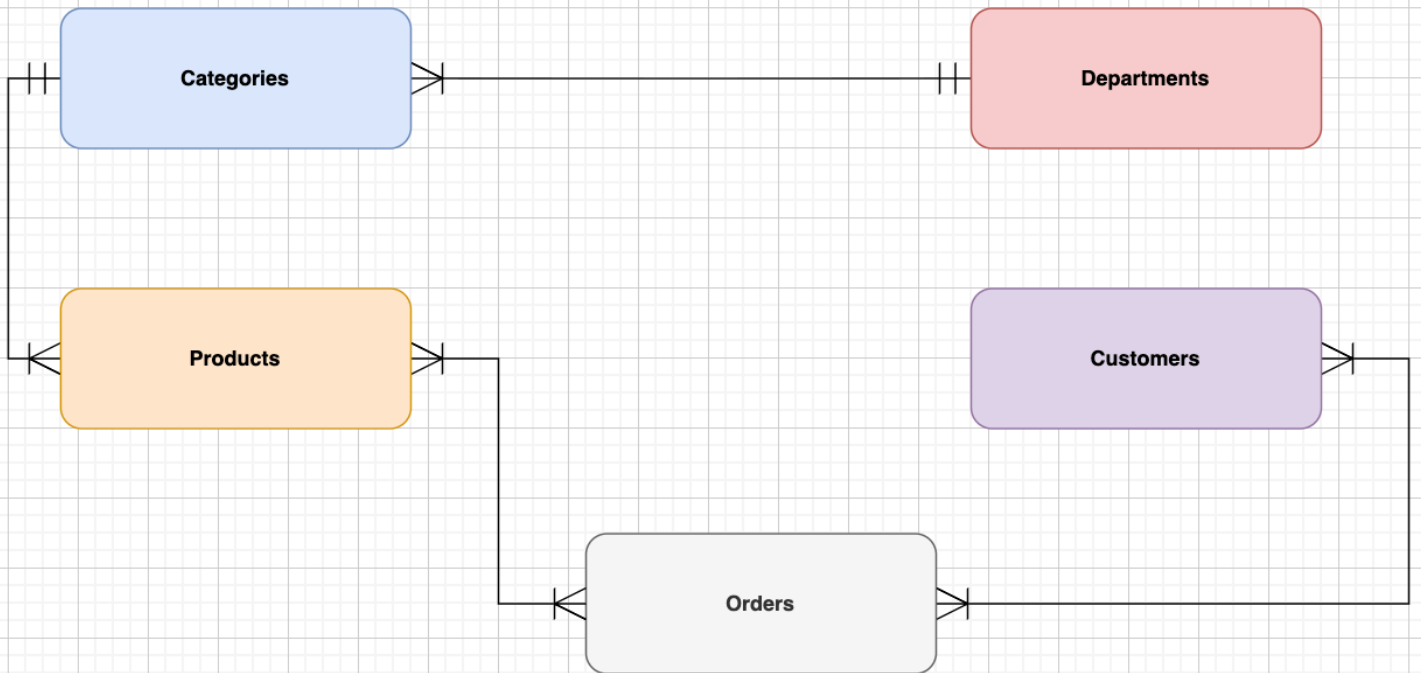 Categories
Departments
Products
Customers
Orders